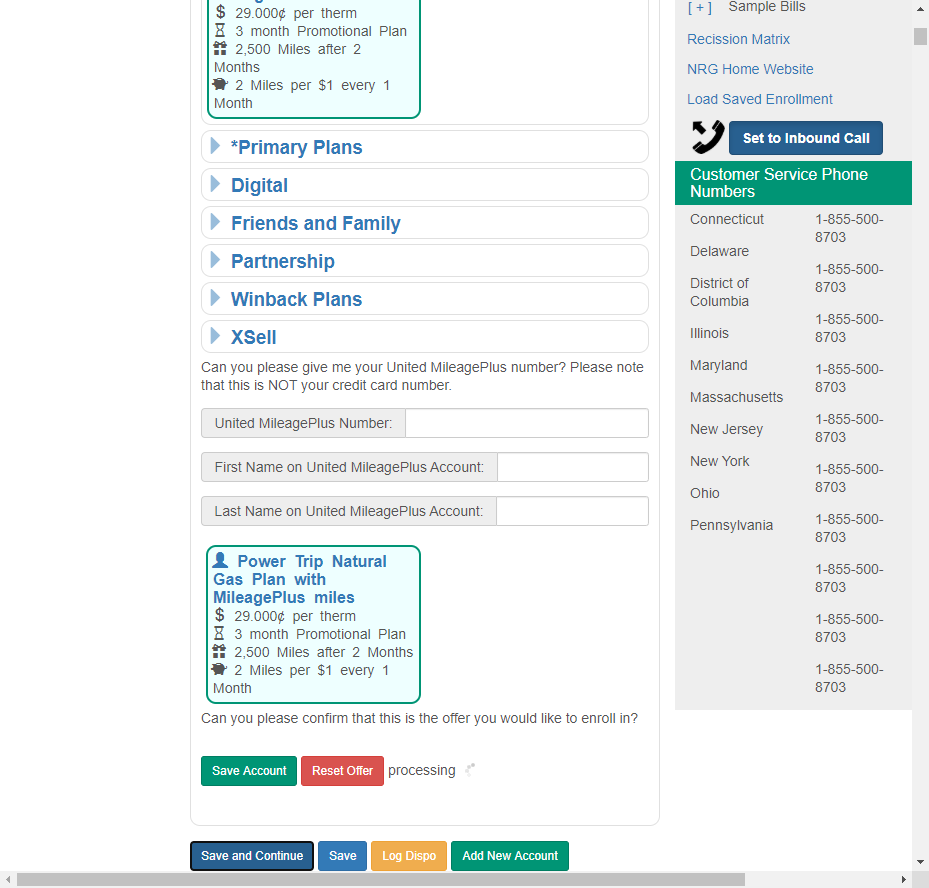 29.000¢ per therm
3 month Promotional Plan
2,500 Miles after 2
Months
2 Miles per $1 every 1
Month
*Primary Plans
Digital
Friends and Family
Partnership
Winback Plans
XSell
Can you please give me your United MileagePlus number? Please note
that this is NOT your credit card number.
United MileagePlus Number:
First Name on United MileagePlus Account:
Last Name on United MileagePlus Account:
Power Trip Natural
Gas Plan with
MileagePlus miles
$ 29.000¢ per therm
3 month Promotional Plan
2,500 Miles after 2 Months
2 Miles per $1 every 1
Month
Can you please confirm that this is the offer you would like to enroll in?
Save Account
Reset Offer
processing
Save and Continue
Save
Log Dispo
Add New Account
[ + ] Sample Bills
Recission Matrix
NRG Home Website
Load Saved Enrollment
Set to Inbound Call
Customer Service Phone
Numbers
Connecticut
Delaware
District of
Columbia
Illinois
Maryland
Massachusetts
New Jersey
New York
Ohio
Pennsylvania
1-855-500-
8703
1-855-500-
8703
1-855-500-
8703
1-855-500-
8703
1-855-500-
8703
1-855-500-
8703
1-855-500-
8703
1-855-500-
8703
1-855-500-
8703
1-855-500-
8703